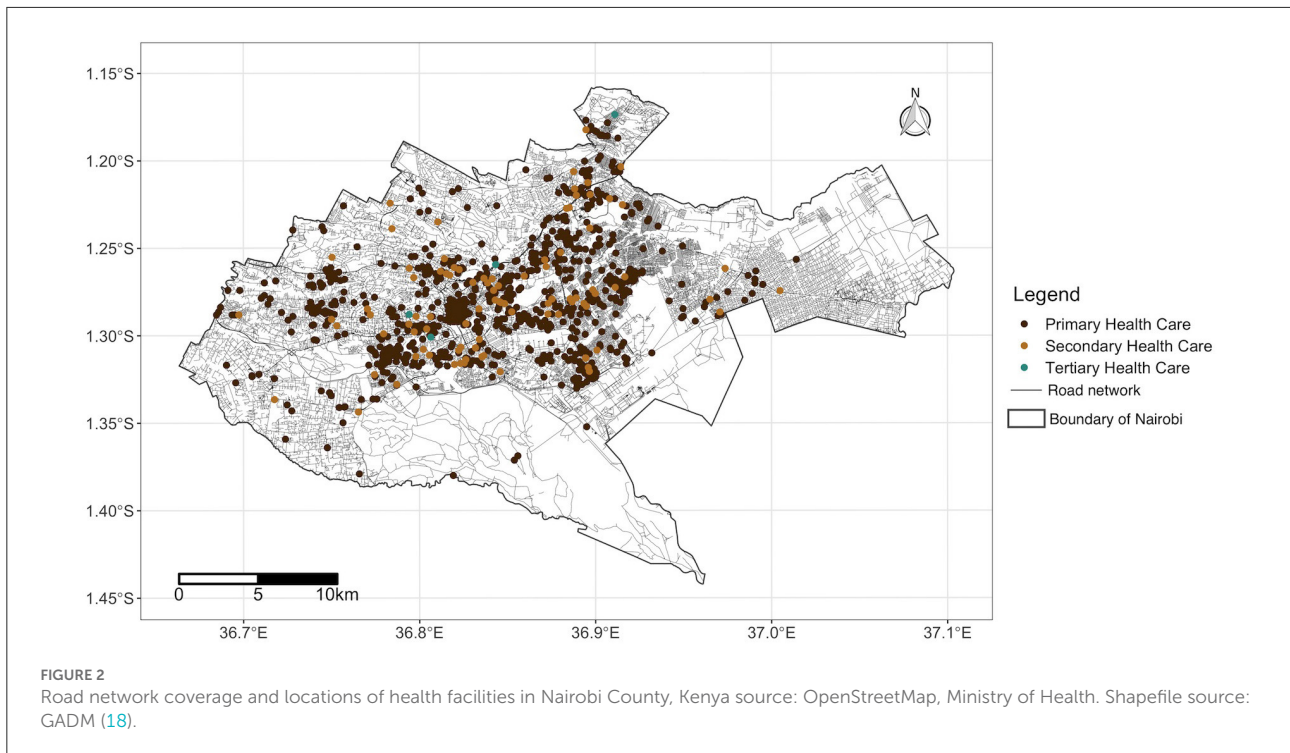 1.15°S
1.20°S
1.25°S
1.30°S
1.35°S
1.40°S
1.45°S
N
Legend
Primary Health Care
Secondary Health Care
Tertiary Health Care
Road network
Boundary of Nairobi
0 5 10km
36.7°E 36.8°E 36.9°E 37.0°E 37.1°E
FIGURE 2
Road network coverage and locations of health facilities in Nairobi County, Kenya source: OpenStreetMap, Ministry of Health. Shapefile source:
GADM (18).